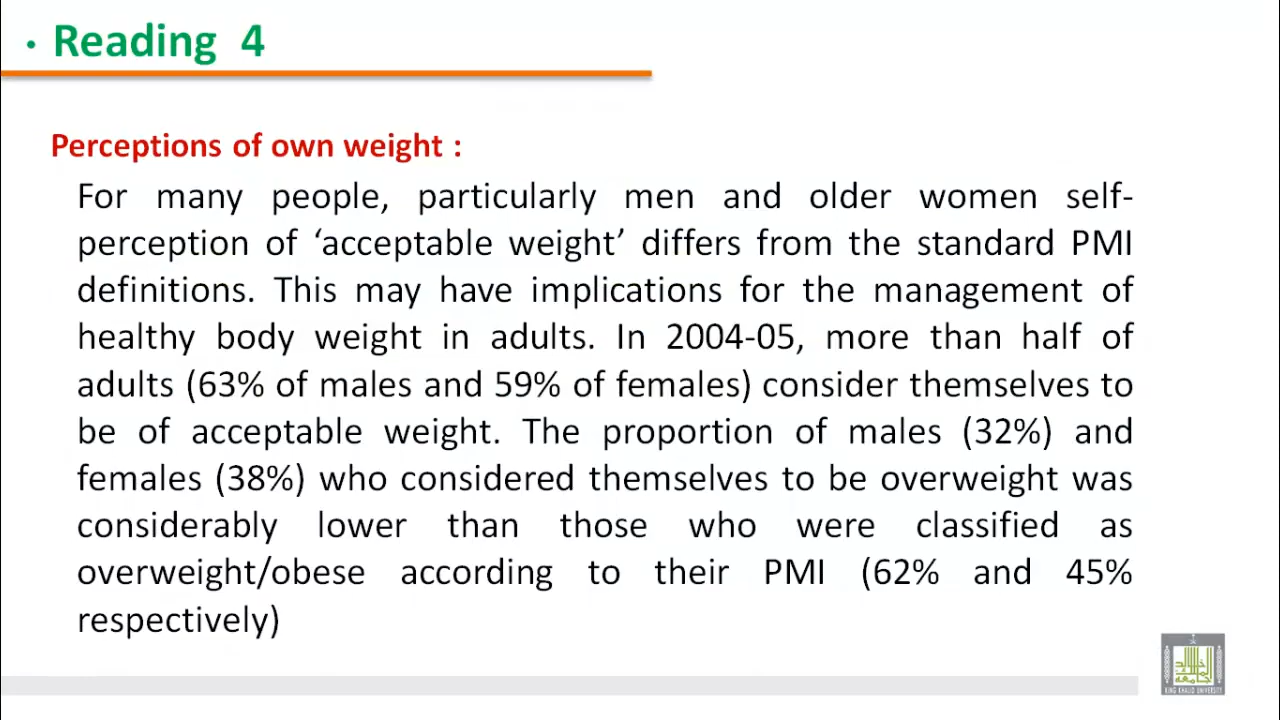 • Reading 4
Perceptions of own weight :
For many people, particularly men and older women self-
perception of ‘acceptable weight’ differs from the standard PMI
definitions. This may have implications for the management of
healthy body weight in adults. In 2004-05, more than half of
adults (63% of males and 59% of females) consider themselves to
be of acceptable weight. The proportion of males (32%) and
females (38%) who considered themselves to be overweight was
considerably lower than those who were classified as
overweight/obese according to their PMI (62% and 45%
respectively)
KING KHALID UNIVERSITY